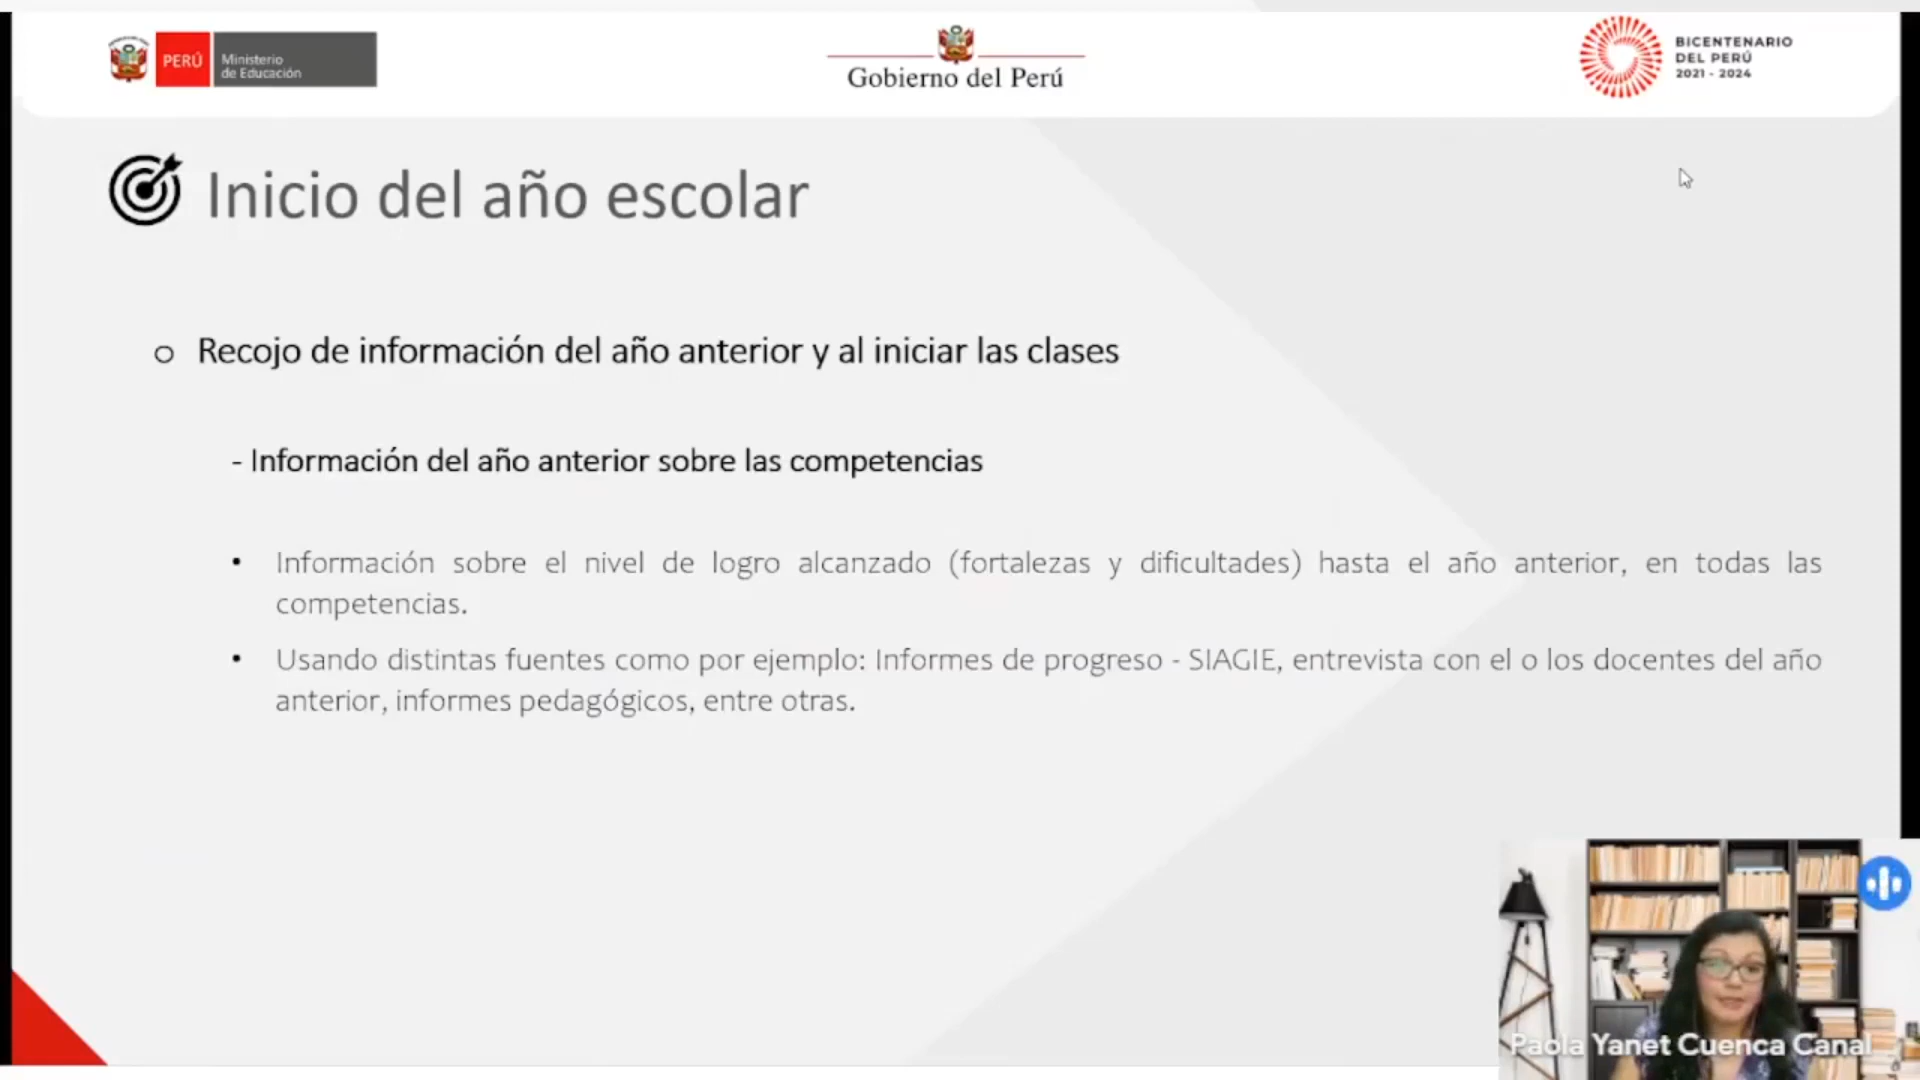 PERÚ
Ministerio
de Educación
Gobierno del Perú
BICENTENARIO
DEL PERÚ
2021 - 2024
Inicio del año escolar
o Recojo de información del año anterior y al iniciar las clases
- Información del año anterior sobre las competencias
• Información sobre el nivel de logro alcanzado (fortalezas y dificultades) hasta el año anterior, en todas las
competencias.
• Usando distintas fuentes como por ejemplo: Informes de progreso - SIAGIE, entrevista con el o los docentes del año
anterior, informes pedagógicos, entre otras.
Paola Yanet Cuenca Canal